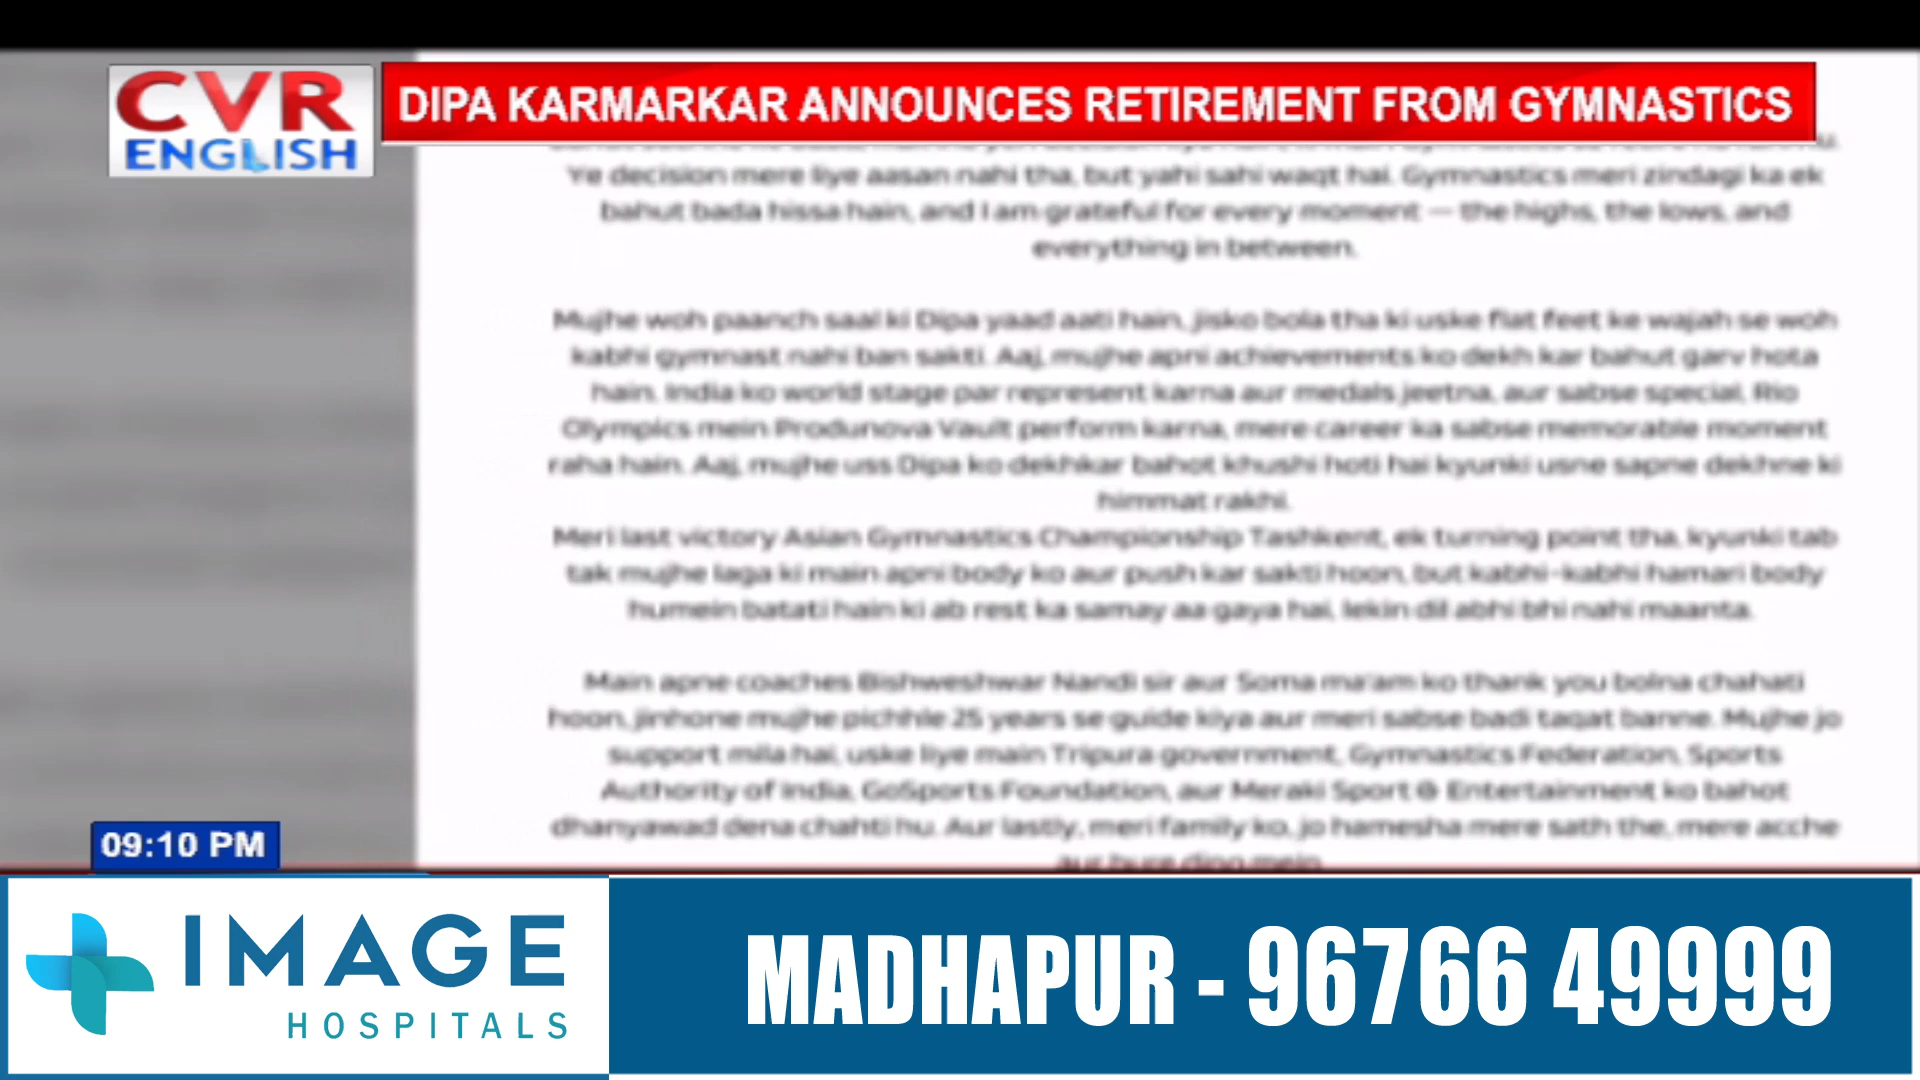 CVR
ENGLISH
DIPA KARMARKAR ANNOUNCES RETIREMENT FROM GYMNASTICS
Ye decision mere liye aasan nahi tha, but yahi sahi waqt hai. Gymnastics meri zindagi ka ek
bahut bada hissa hain, and I am grateful for every moment — the highs, the lows, and
everything in between.
Mujhe woh paanch saal ki Dipa yaad aati hain, jisko bola tha ki uske flat feet ke wajah se woh
kabhi gymnast nahi ban sakti. Aaj, mujhe apni achievements ko dekh kar bahut garv hota
hain. India ko world stage par represent karna aur medals jeetna, aur sabse special, Rio
Olympics mein Produnova Vault perform karna, mere career ka sabse memorable moment
raha hain. Aaj, mujhe uss Dipa ko dekhkar bahot khushi hoti hai kyunki usne sapne dekhne ki
himmat rakhi.
Meri last victory Asian Gymnastics Championship Tashkent, ek turning point tha, kyunki tab
tak mujhe laga ki main apni body ko aur push kar sakti hoon, but kabhi-kabhi hamari body
humein batati hain ki ab rest ka samay aa gaya hai, lekin dil abhi bhi nahi maanta.
Main apne coaches Bishweshwar Nandi sir aur Soma ma'am ko thank you bolna chahati
hoon, jinhone mujhe pichhle 25 years se guide kiya aur meri sabse badi taqat banne. Mujhe jo
support mila hai, uske liye main Tripura government, Gymnastics Federation, Sports
Authority of India, GoSports Foundation, aur Meraki Sport & Entertainment ko bahot
dhanyawad dena chahti hu. Aur lastly, meri family ko, jo hamesha mere sath the, mere acche
aur bure dino mein
09:10 PM
IMAGE
HOSPITALS
MADHAPUR - 96766 49999